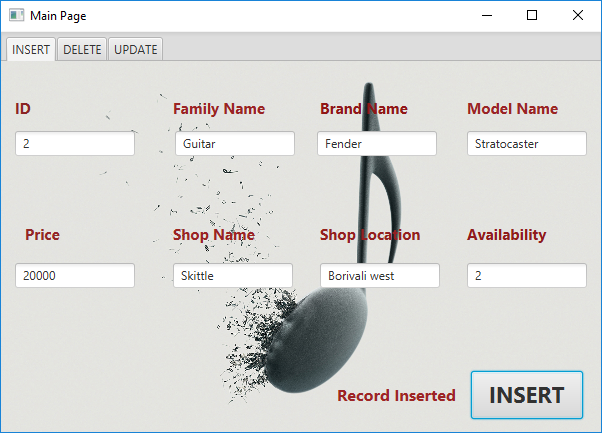 Main Page
INSERT DELETE UPDATE
ID Family Name Brand Name Model Name
2 Guitar Fender Stratocaster
Price Shop Name Shop Location Availability
20000 Skittle Borivali west 2
Record Inserted INSERT